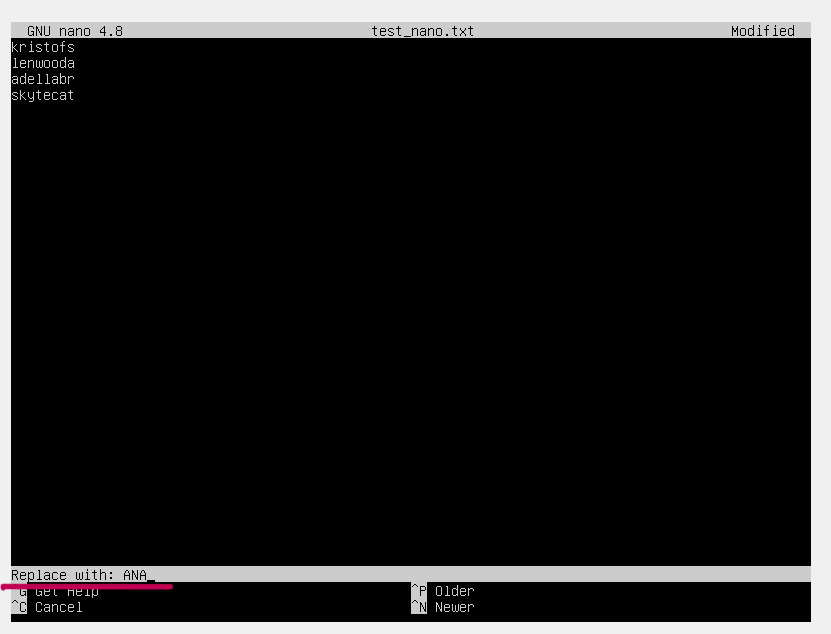 GNU nano 4.8 test_nano.txt Modified
kristofs
lenwooda
adellabr
skytecat
Replace with: ANA_
^G Get Help ^P Older
^C Cancel ^N Newer